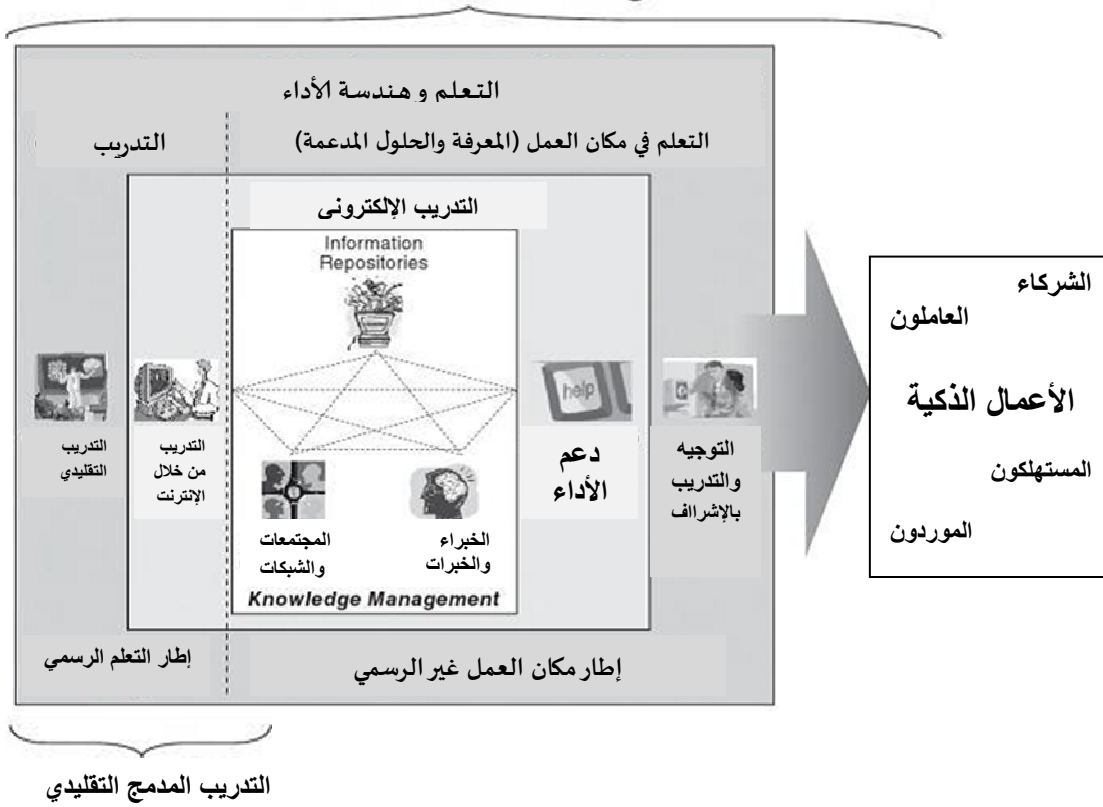 التعلم وهندسة الأداء
التدريب
التعلم في مكان العمل (المعرفة والحلول المدعمة)
التدريب الإلكترونى
Information
Repositories
help
التدريب
التقليدي
التدريب
من خلال
الإنترنت
المجتمعات
والشبكات
الخبراء
والخبرات
Knowledge Management
دعم
الأداء
التوجيه
والتدريب
بالإشرااف
الشركاء
العاملون
الأعمال الذكية
المستهلكون
الموردون
إطار التعلم الرسمي
إطار مكان العمل غير الرسمي
التدريب المدمج التقليدي